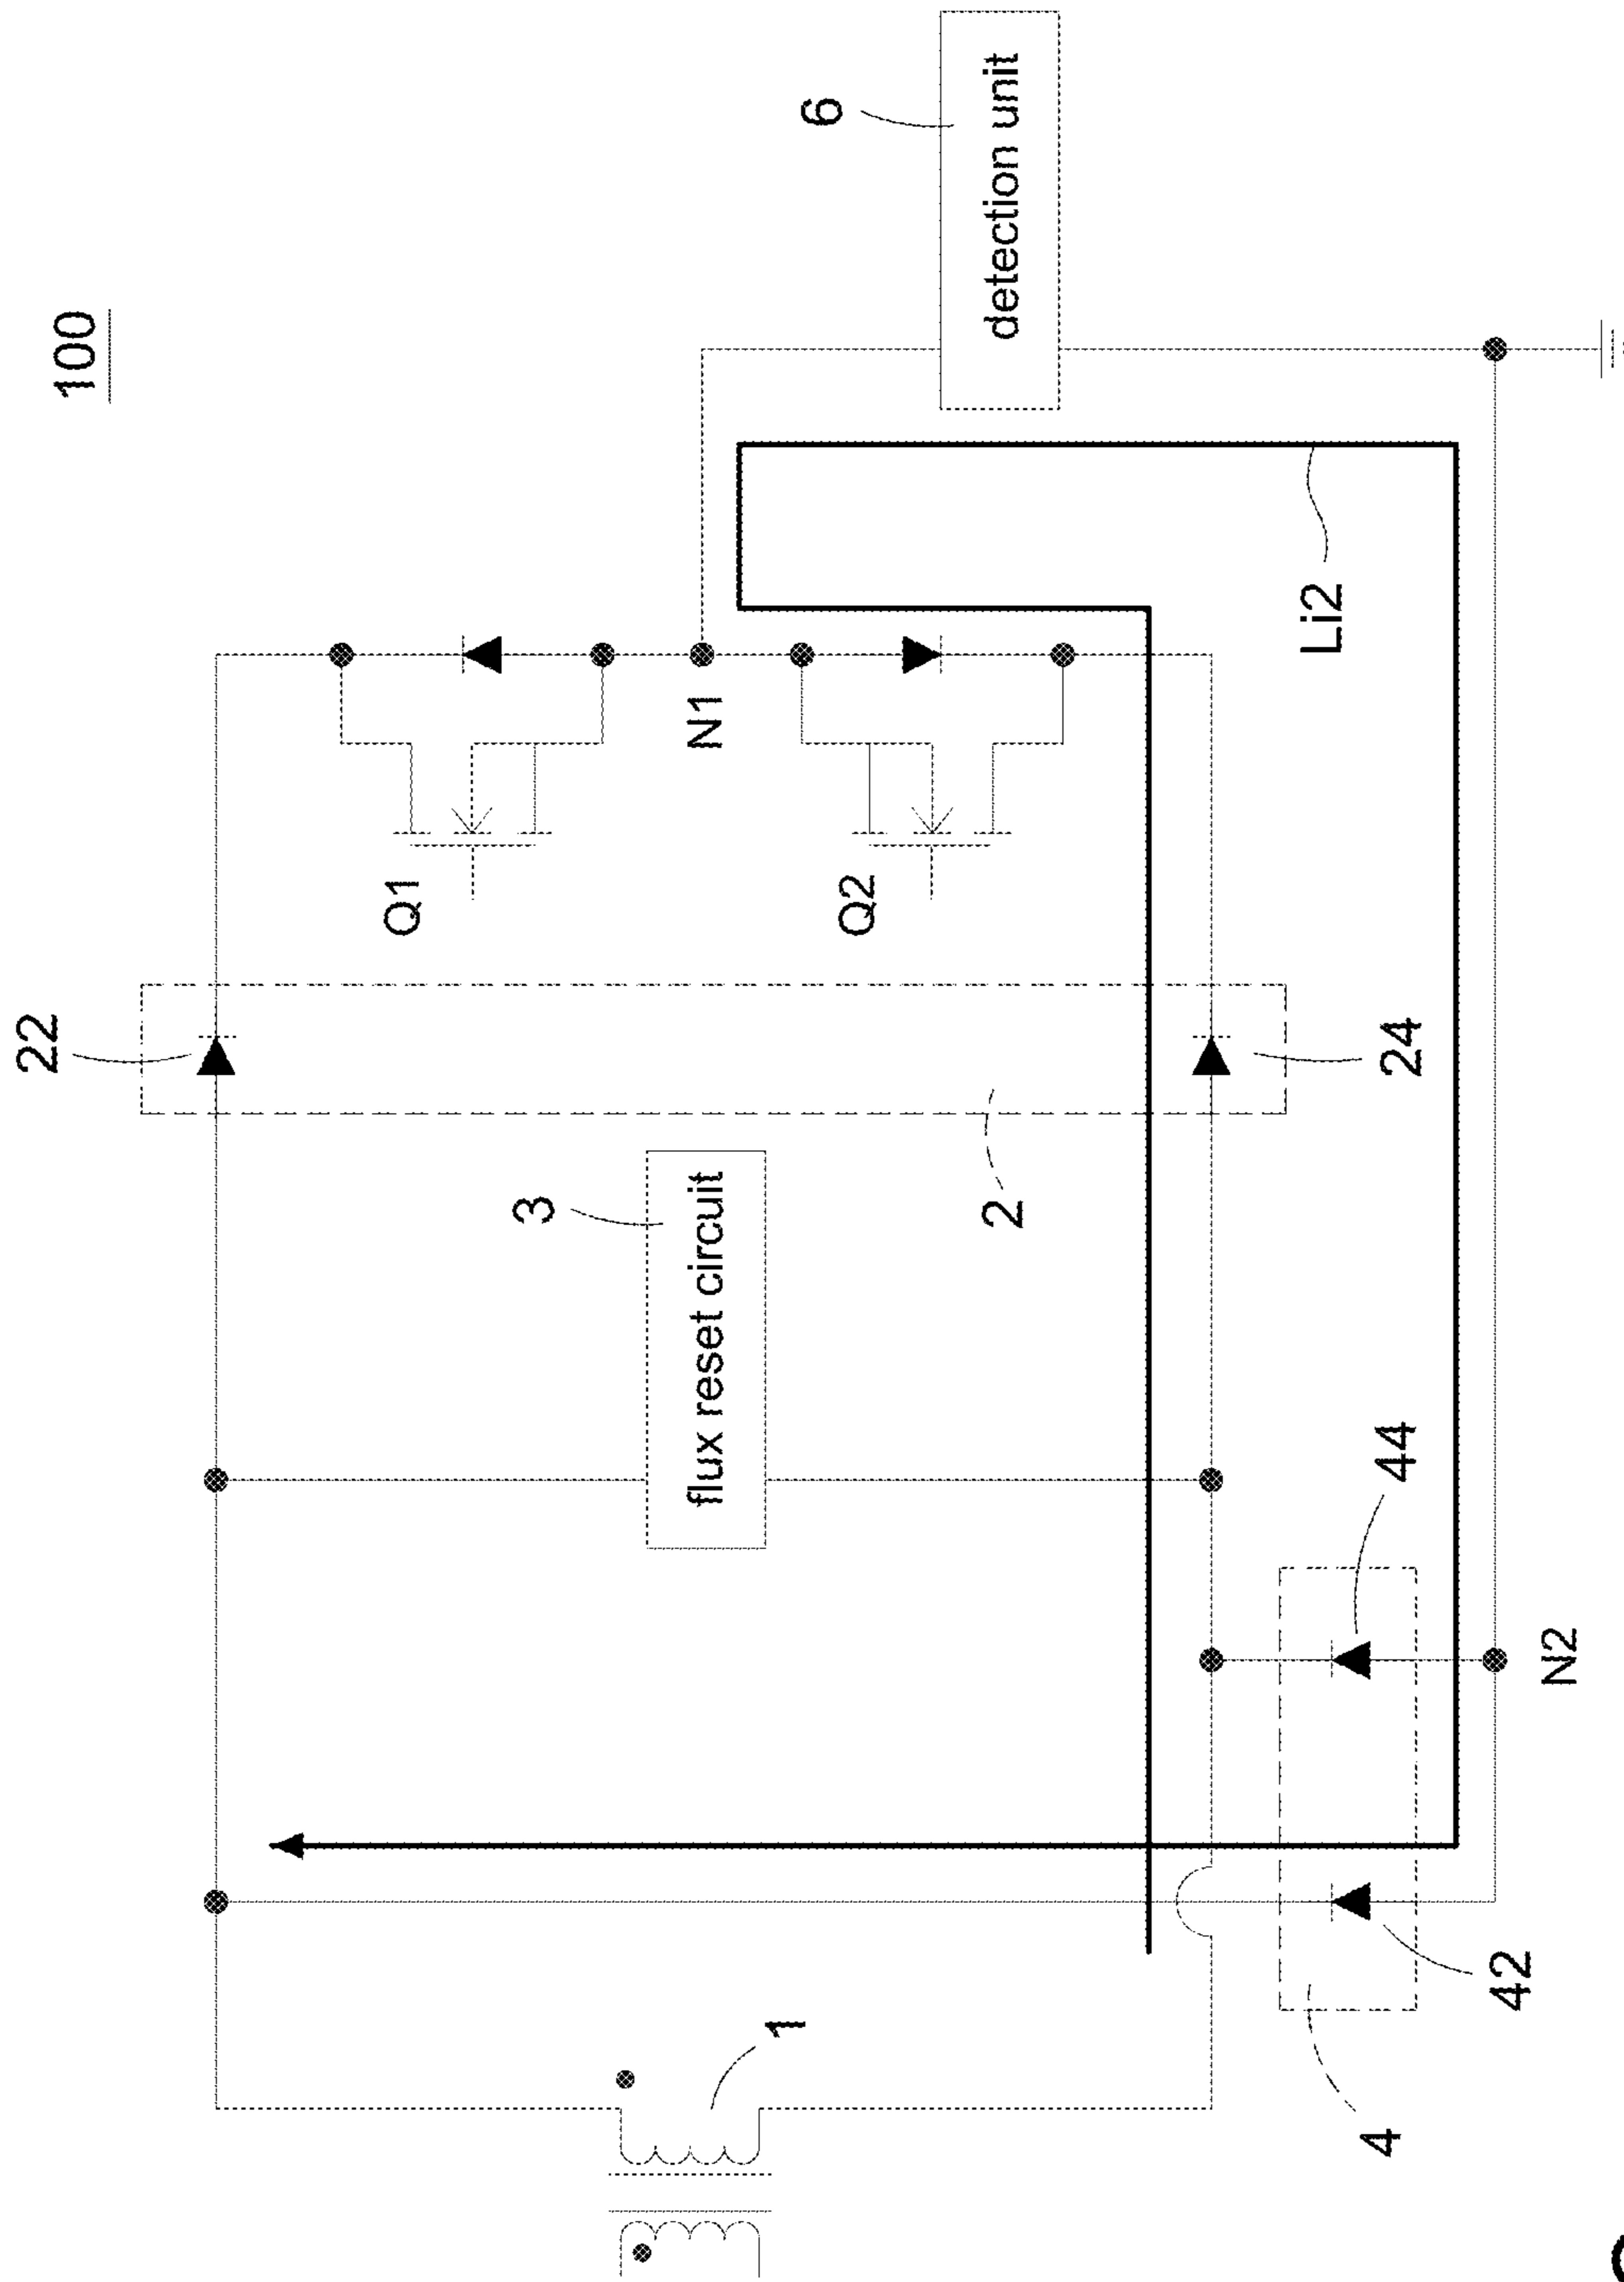 100
22
Q1
N1
Q2
6
detection unit
3
flux reset circuit
2
24
Li2
1
44
42
4
N2